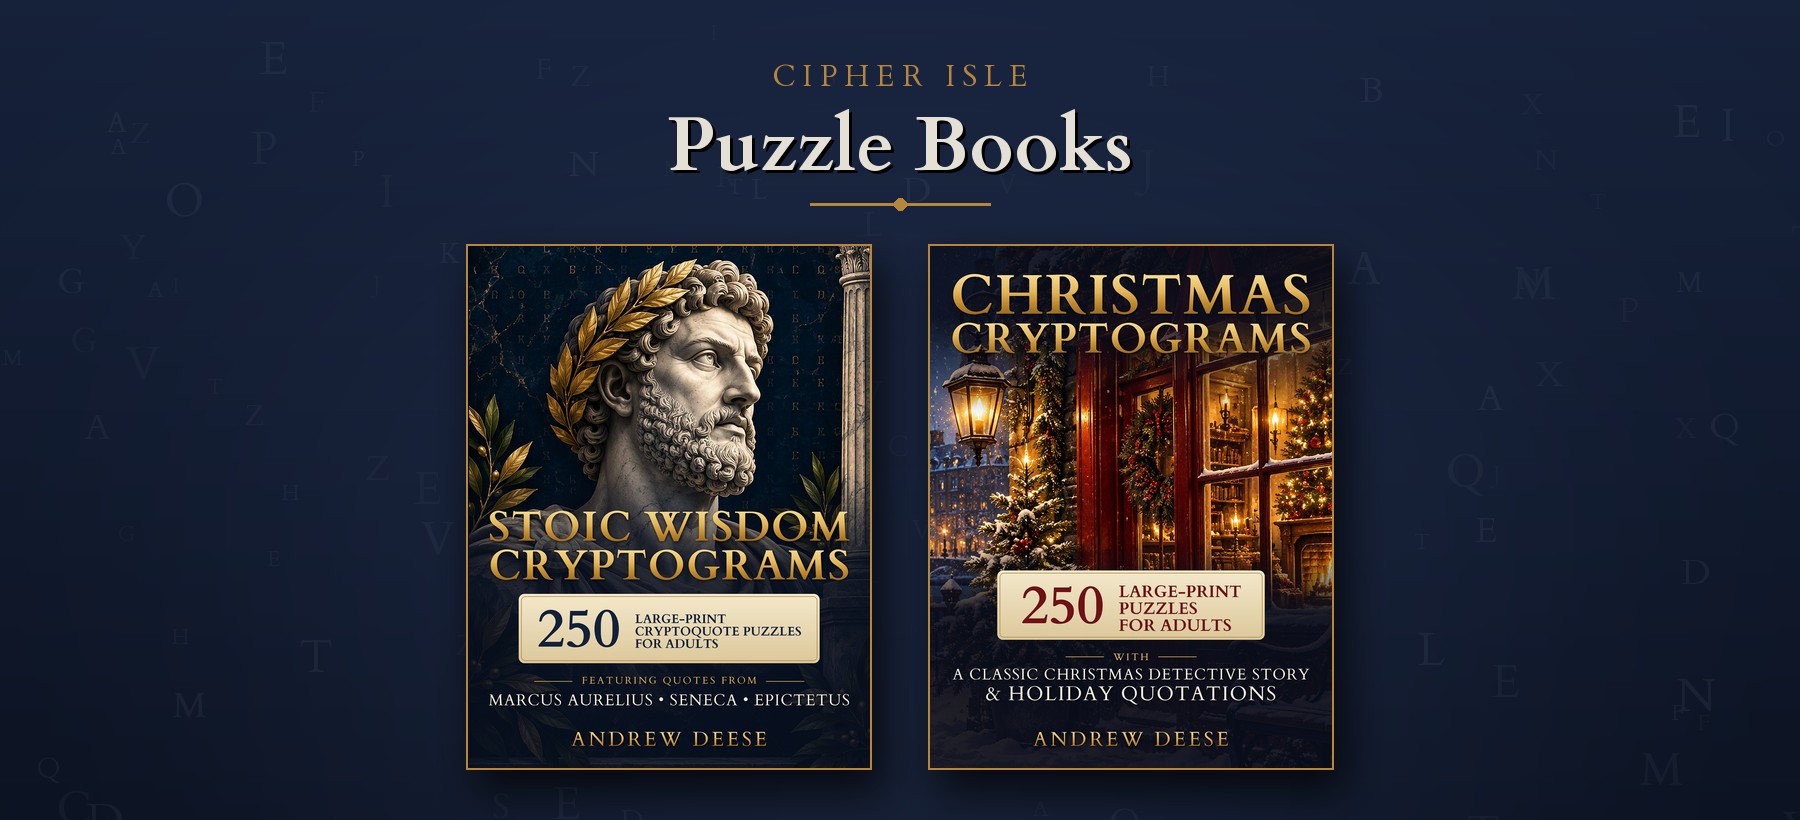 CIPHER ISLE
Puzzle Books
STOIC WISDOM
CRYPTOGRAMS
250
LARGE-PRINT
CRYPTOQUOTE PUZZLES
FOR ADULTS
FEATURING QUOTES FROM
MARCUS AURELIUS • SENECA • EPICTETUS
ANDREW DEESE
CHRISTMAS
CRYPTOGRAMS
250
LARGE-PRINT
PUZZLES
FOR ADULTS
WITH
A CLASSIC CHRISTMAS DETECTIVE STORY
& HOLIDAY QUOTATIONS
ANDREW DEESE